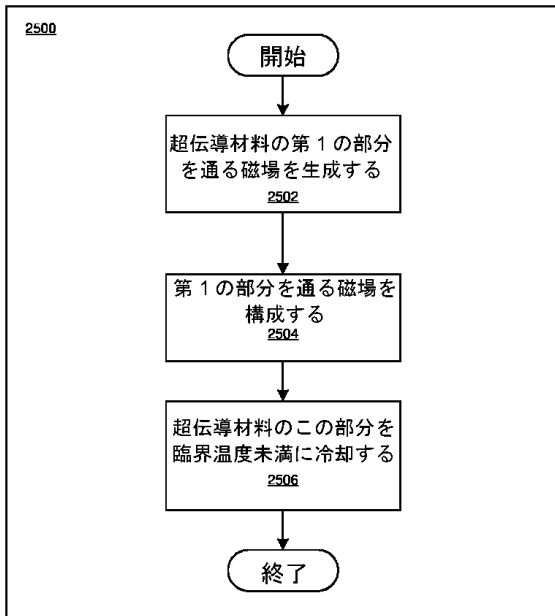 2500
開始
超伝導材料の第1の部分
を通る磁場を生成する
2502
第1の部分を通る磁場を
構成する
2504
超伝導材料のこの部分を
臨界温度未満に冷却する
2506
終了